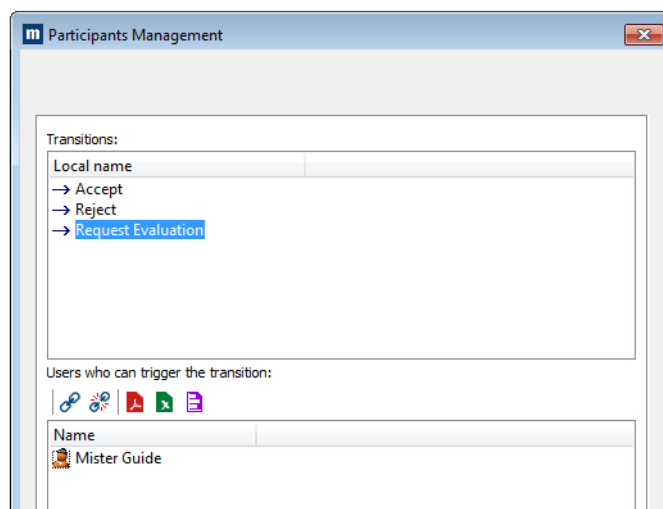 m Participants Management
Transitions:
Local name
Accept
Reject
Request Evaluation
Users who can trigger the transition:
Name
Mister Guide